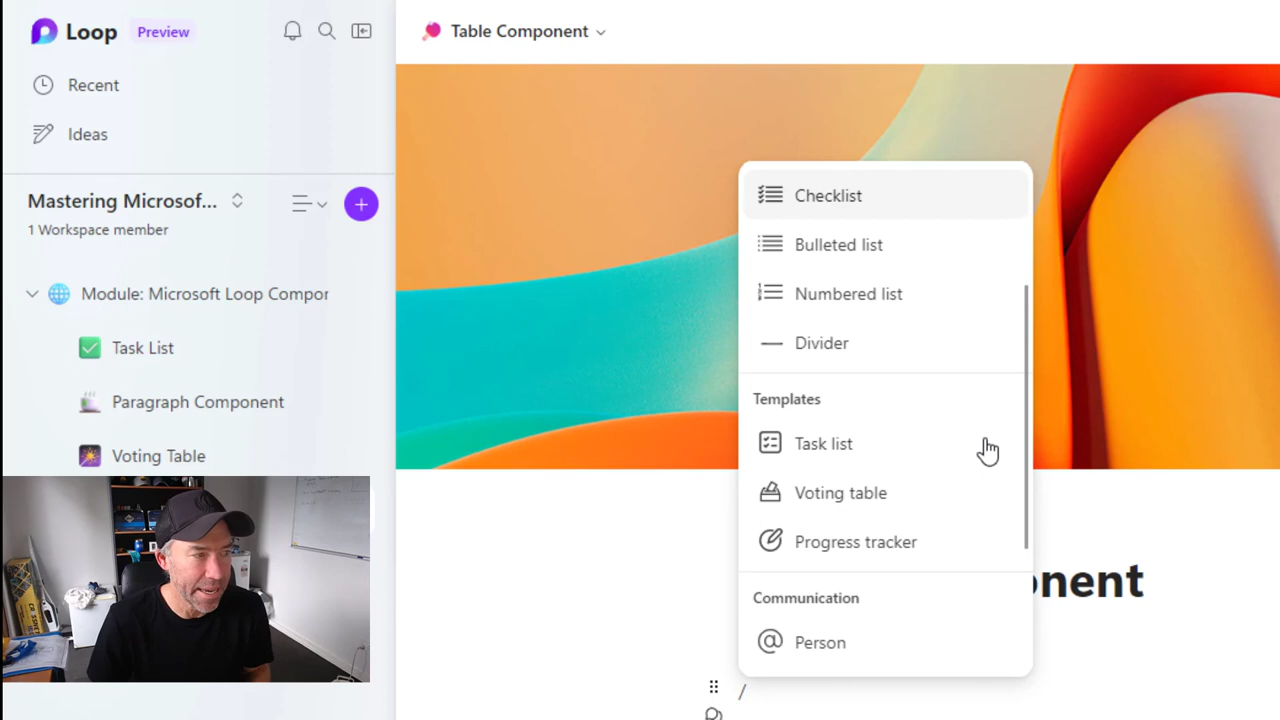 Loop Preview
Recent
Ideas
Mastering Microsof...
1 Workspace member
Module: Microsoft Loop Compor
Task List
Paragraph Component
Voting Table
Table Component
Checklist
Bulleted list
Numbered list
Divider
Templates
Task list
Voting table
Progress tracker
Communication
@ Person
onent
/